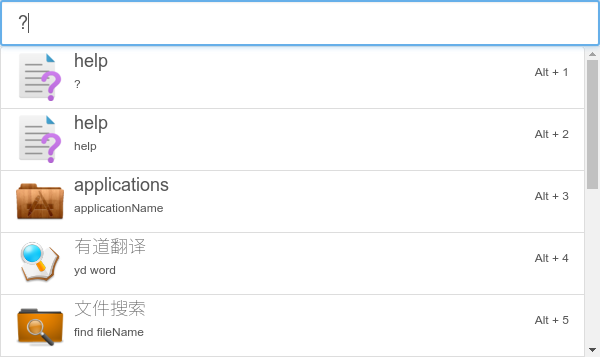 ?
help
?
Alt + 1
help
help
Alt + 2
applications
applicationName
Alt + 3
有道翻译
yd word
Alt + 4
文件搜索
find fileName
Alt + 5